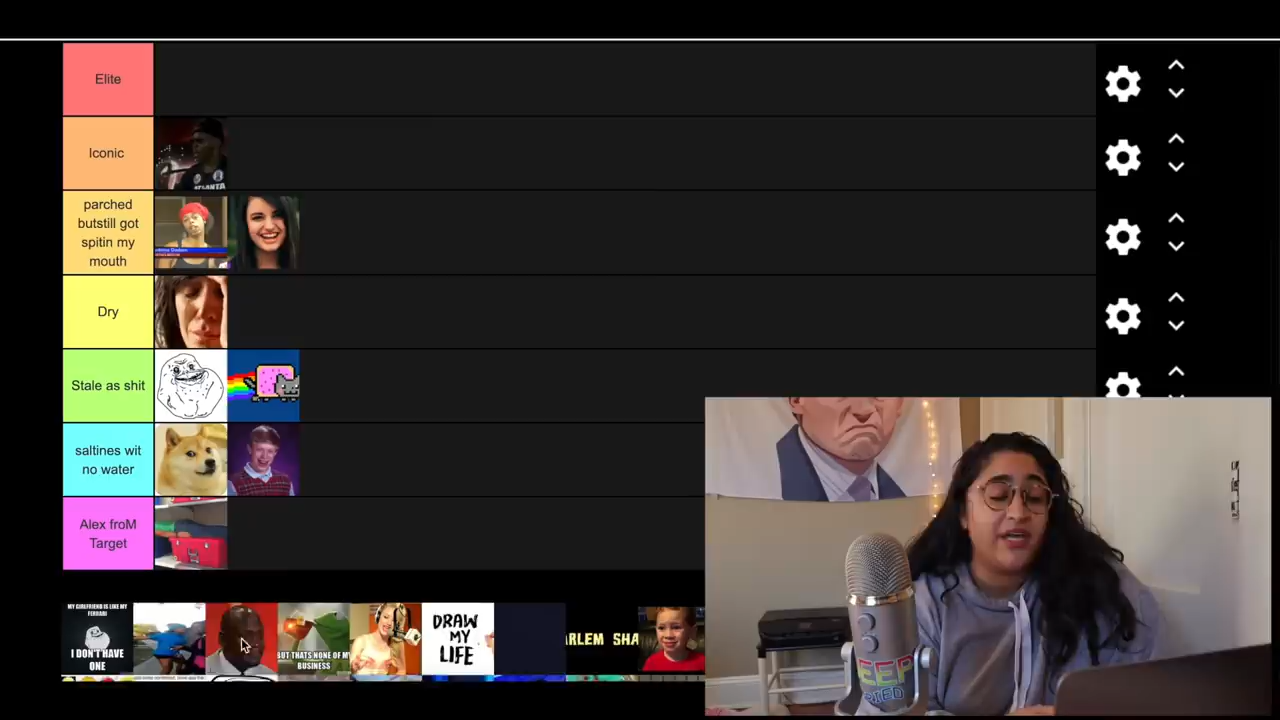 Elite
Iconic
ATLANTA
parched
butstill got
spitin my
mouth
Dry
Stale as shit
saltines wit
no water
Alex froM
Target
MY GIRLFRIEND IS LIKE MY
FERRARI
I DON'T HAVE
ONE
BUT THATS NONE OF MY
BUSINESS
DRAW
MY
LIFE
ARLEM SHA